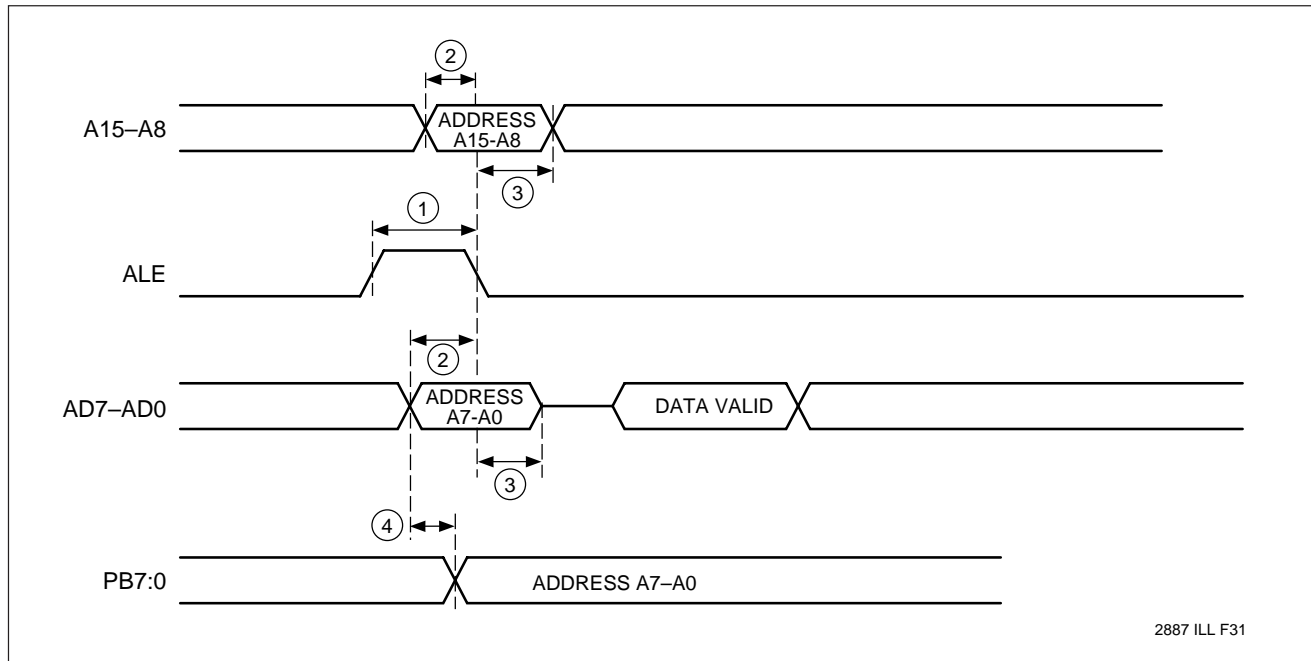 2
A15–A8
ADDRESS
A15-A8
3
1
ALE
2
AD7–AD0
ADDRESS
A7-A0
DATA VALID
3
4
PB7:0
ADDRESS A7–A0
2887 ILL F31